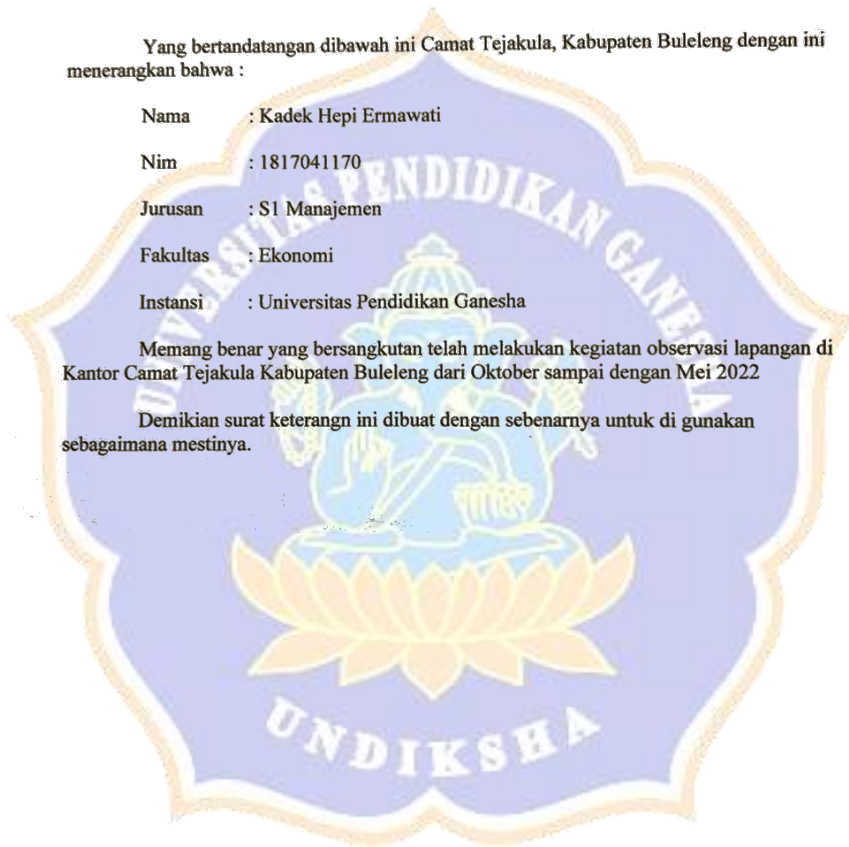 Yang bertandatangan dibawah ini Camat Tejakula, Kabupaten Buleleng dengan ini
menerangkan bahwa :
Nama : Kadek Hepi Ermawati
Nim : 1817041170
Jurusan : S1 Manajemen
Fakultas : Ekonomi
Instansi : Universitas Pendidikan Ganesha
Memang benar yang bersangkutan telah melakukan kegiatan observasi lapangan di
Kantor Camat Tejakula Kabupaten Buleleng dari Oktober sampai dengan Mei 2022
Demikian surat keterangn ini dibuat dengan sebenarnya untuk di gunakan
sebagaimana mestinya.
UNIVERSITAS PENDIDIKAN GANESHA
UNDIKSHA